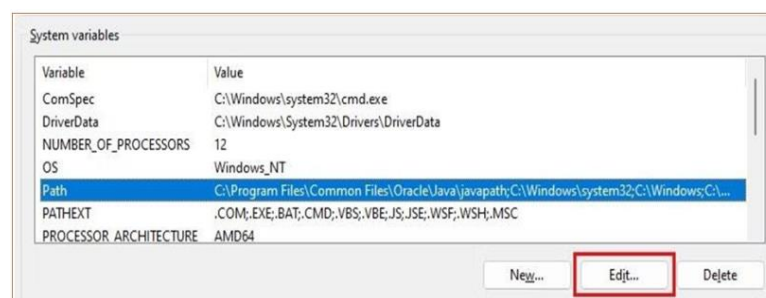 System variables
Variable Value
ComSpec C:\Windows\system32\cmd.exe
DriverData C:\Windows\System32\Drivers\DriverData
NUMBER_OF_PROCESSORS 12
OS Windows_NT
Path C:\Program Files\Common Files\Oracle\Java\javapath;C:\Windows\system32;C:\Windows;C:\...
PATHEXT .COM;.EXE;.BAT;.CMD;.VBS;.VBE;.JS;.JSE;.WSF;.WSH;.MSC
PROCESSOR_ARCHITECTURE AMD64
New... Edit... Delete